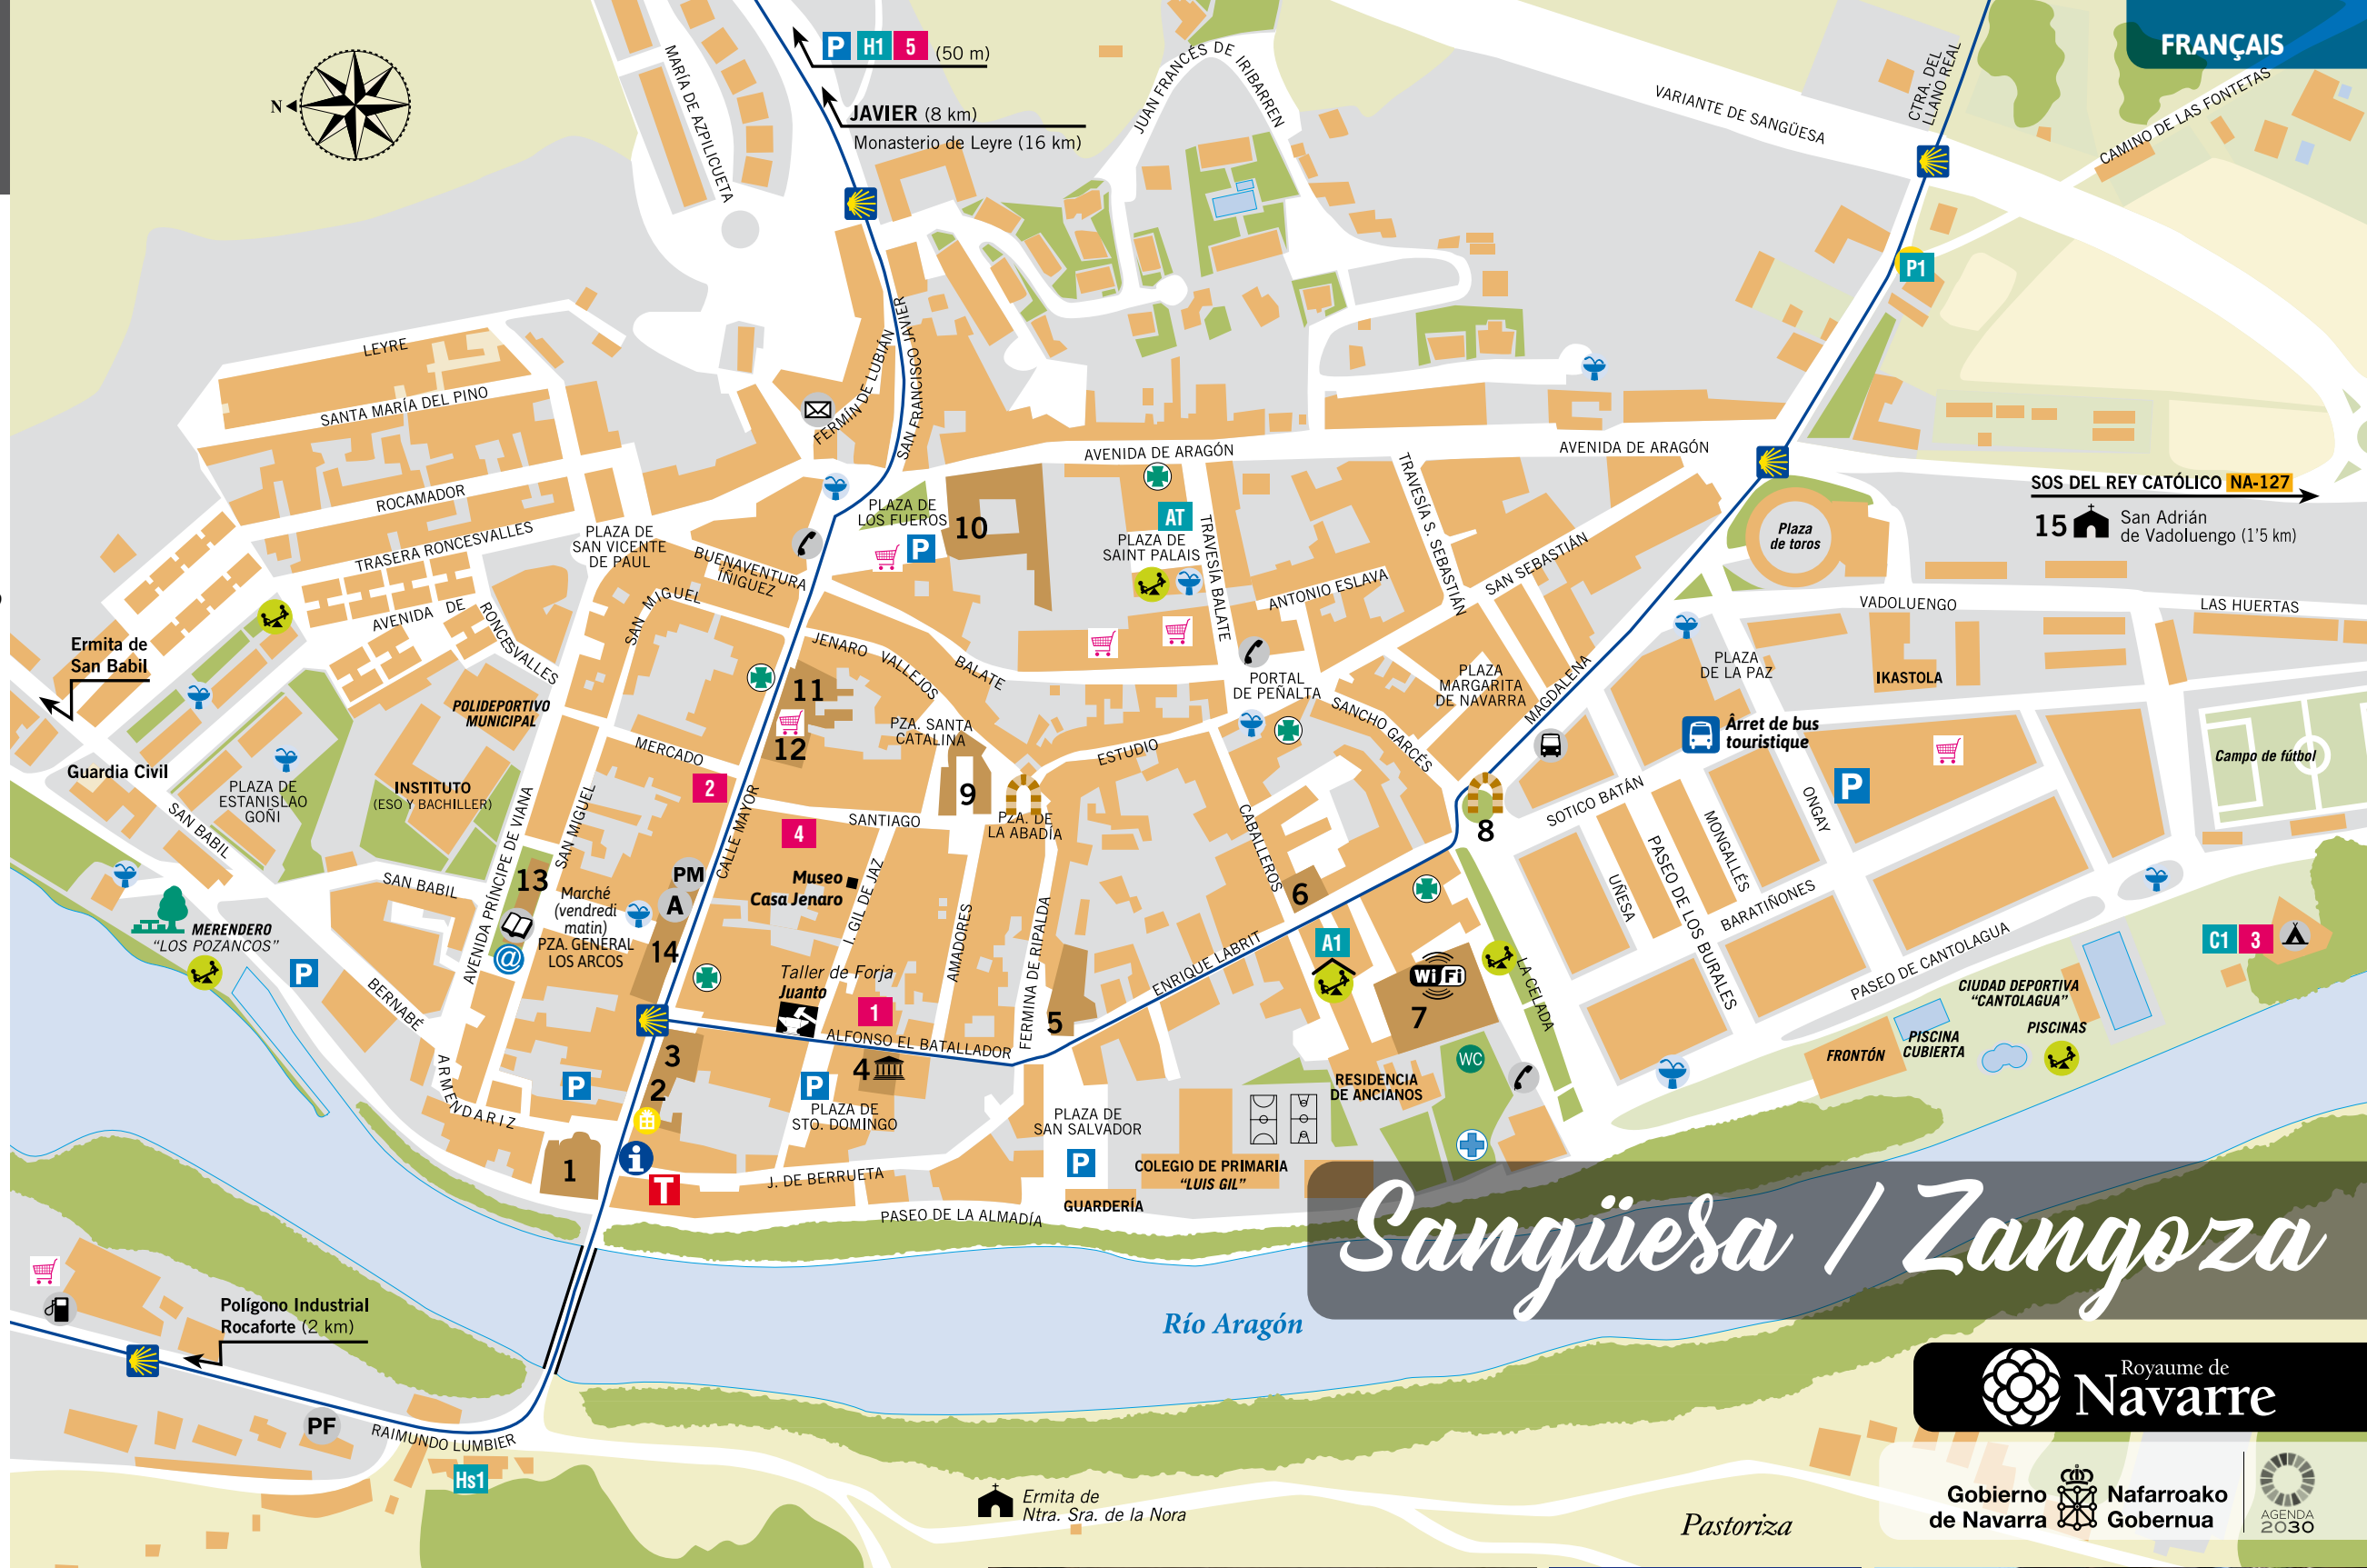 FRANÇAIS
P H1 5 (50 m)
JAVIER (8 km)
Monasterio de Leyre (16 km)
N
MARÍA DE AZPILICUETA
JUAN FRANCÉS DE IRIBARREN
VARIANTE DE SANGÜESA
CTRA. DEL
LLANO REAL
CAMINO DE LAS FONTETAS
P1
LEYRE
SANTA MARÍA DEL PINO
ROCAMADOR
TRASERA RONCESVALLES
AVENIDA DE
RONCESVALLES
FERMÍN DE LUBIÁN
SAN FRANCISCO JAVIER
AVENIDA DE ARAGÓN
AVENIDA DE ARAGÓN
SOS DEL REY CATÓLICO NA-127
15
San Adrián
de Vadoluengo (1'5 km)
PLAZA DE
LOS FUEROS
P
10
AT
PLAZA DE
SAINT PALAIS
TRAVESÍA BALATE
TRAVESÍA S. SEBASTIÁN
SAN SEBASTIÁN
ANTONIO ESLAVA
Plaza
de toros
PLAZA DE
SAN VICENTE
DE PAUL
BUENAVENTURA
ÍÑIGUEZ
SAN MIGUEL
JENARO VALLEJOS
BALATE
VADOLUENGO
LAS HUERTAS
Ermita de
San Babil
POLIDEPORTIVO
MUNICIPAL
11
12
PZA. SANTA
CATALINA
ESTUDIO
PORTAL
DE PEÑALTA
SANCHO GARCÉS
PLAZA
MARGARITA
DE NAVARRA
MAGDALENA
PLAZA
DE LA PAZ
IKASTOLA
Ârret de bus
touristique
P
Campo de fútbol
Guardia Civil
PLAZA DE
ESTANISLAO
GOÑI
INSTITUTO
(ESO Y BACHILLER)
MERCADO
2
CALLE MAYOR
SANTIAGO
4
9
PZA. DE
LA ABADÍA
CABALLEROS
8
SOTICO BATÁN
ONGAY
MONGALLÉS
PASEO DE LOS BURALES
UÑESA
BARATIÑONES
SAN BABIL
SAN BABIL
AVENIDA PRÍNCIPE DE VIANA
SAN MIGUEL
13
Marché
(vendredi
matin)
PZA. GENERAL
LOS ARCOS
@
PM
A
14
Museo
Casa Jenaro
I. GIL DE JAZ
AMADORES
FERMINA DE RIPALDA
5
ENRIQUE LABRIT
6
A1
Wi Fi
7
LA CELADA
PASEO DE CANTOLAGUA
C1 3
CIUDAD DEPORTIVA
“CANTOLAGUA”
PISCINAS
PISCINA
CUBIERTA
FRONTÓN
MERENDERO
“LOS POZANCOS”
P
BERNABÉ
ARMENDARIZ
Taller de Forja
Juanto
1
ALFONSO EL BATALLADOR
3
2
4
P
P
PLAZA DE
STO. DOMINGO
PLAZA DE
SAN SALVADOR
P
WC
RESIDENCIA
DE ANCIANOS
COLEGIO DE PRIMARIA
“LUIS GIL”
GUARDERÍA
1
i
T
J. DE BERRUETA
PASEO DE LA ALMADÍA
Sangüesa / Zangoza
Río Aragón
Polígono Industrial
Rocaforte (2 km)
PF
RAIMUNDO LUMBIER
Hs1
Ermita de
Ntra. Sra. de la Nora
Pastoriza
Royaume de
Navarre
Gobierno
de Navarra
Nafarroako
Gobernua
AGENDA
2030